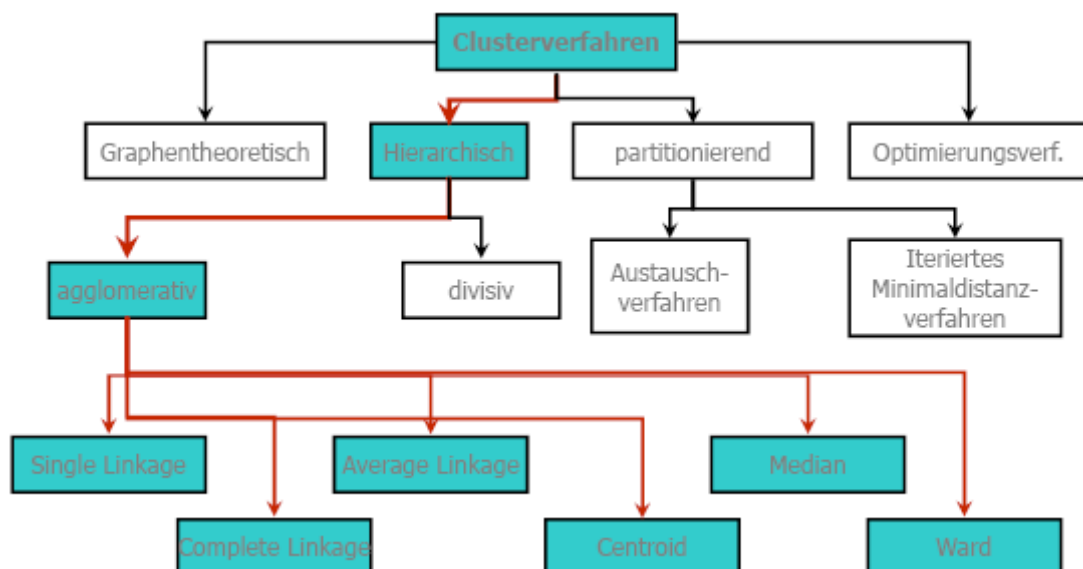 Clusterverfahren
Graphentheoretisch
Hierarchisch
partitionierend
Optimierungsverf.
agglomerativ
divisiv
Austausch-
verfahren
Iteriertes
Minimaldistanz-
verfahren
Single Linkage
Average Linkage
Median
Complete Linkage
Centroid
Ward